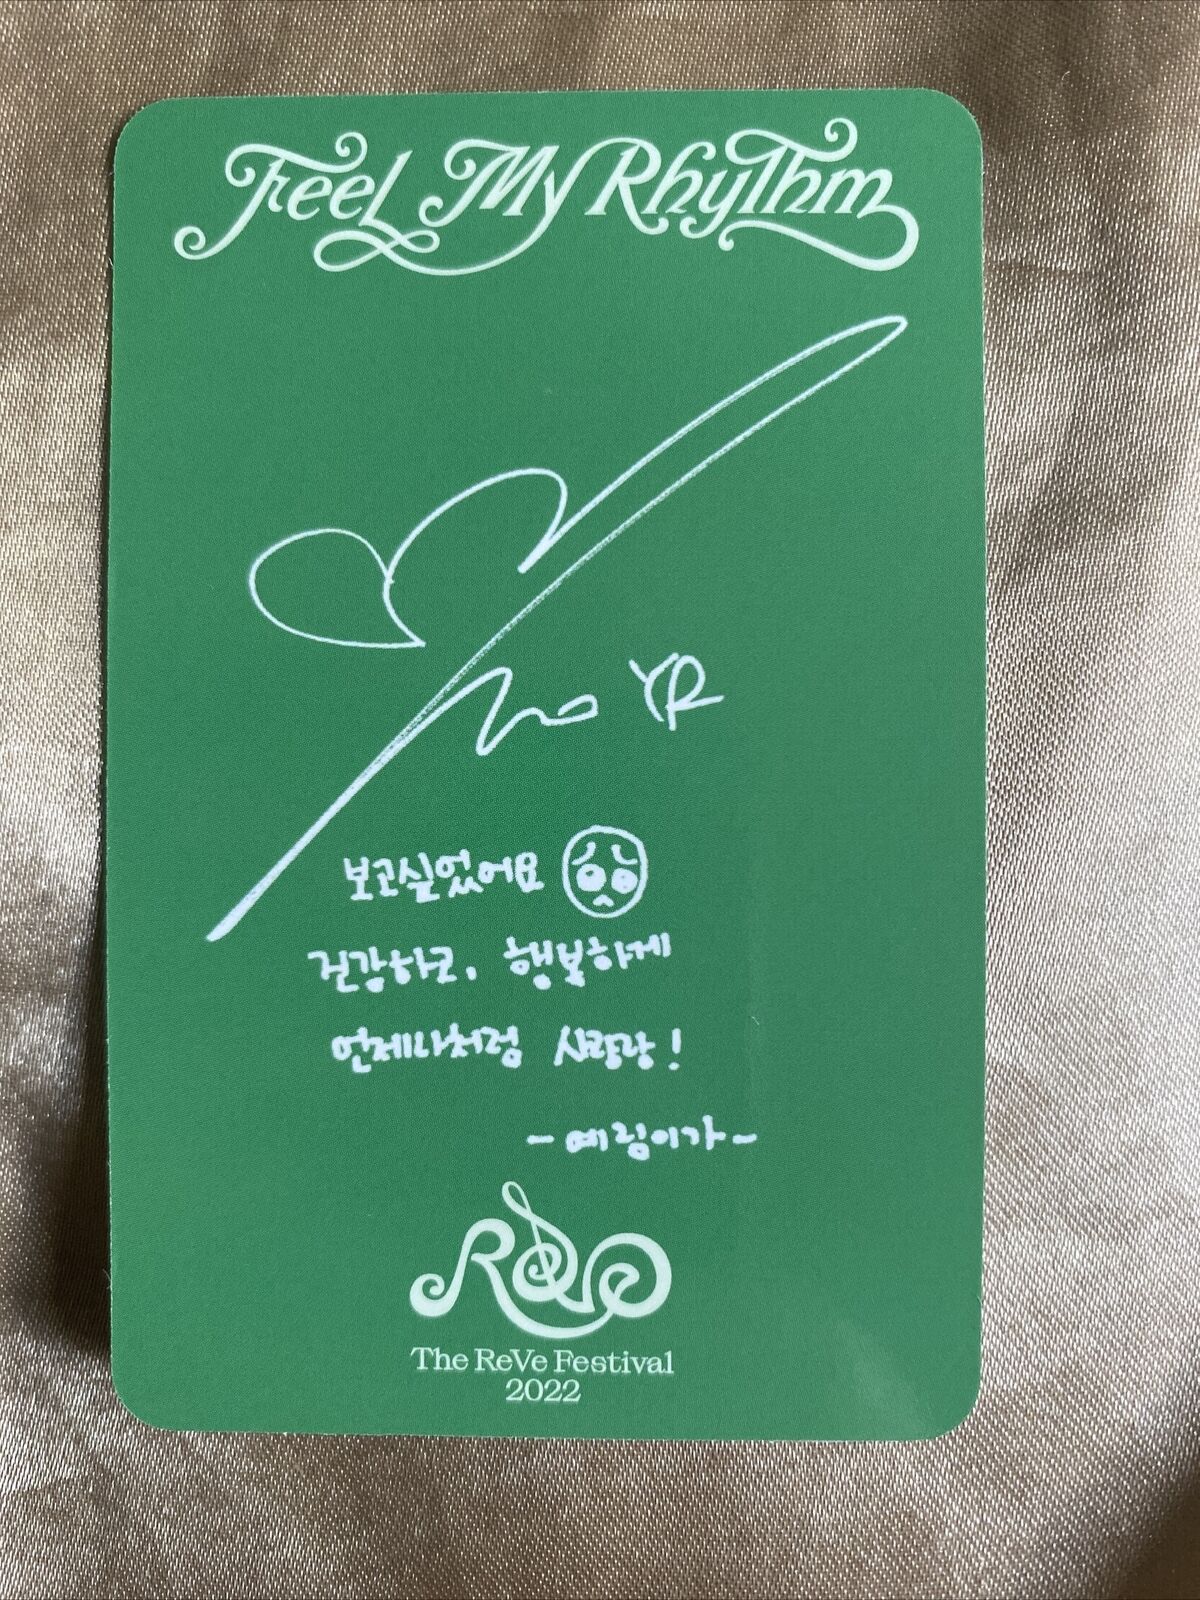 Feel My Rhythm
YR
보고싶었어요
건강하고, 행복하게
언제나처럼 사랑랑!
-예림이가-
ReVe
The ReVe Festival
2022